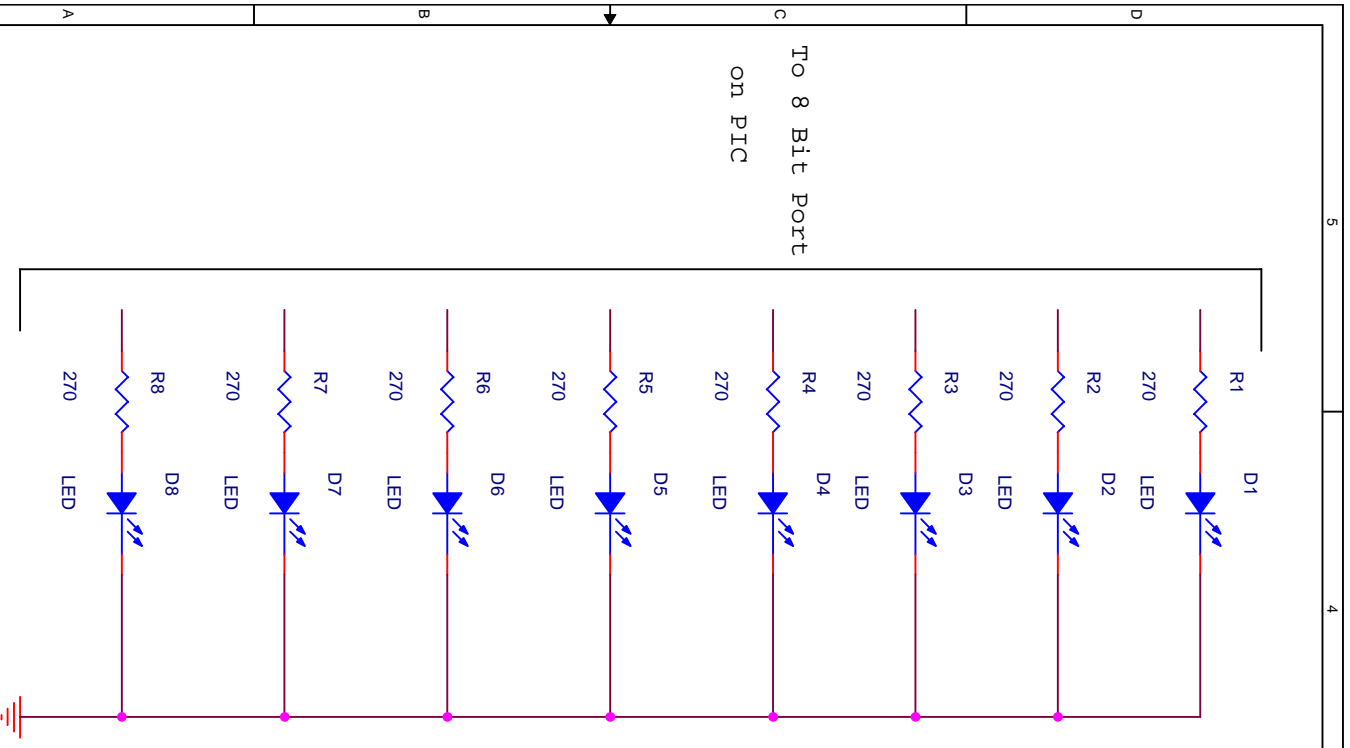 5
4
D
C
B
A
To 8 Bit Port
on PIC
R1
270
D1
LED
R2
270
D2
LED
R3
270
D3
LED
R4
270
D4
LED
R5
270
D5
LED
R6
270
D6
LED
R7
270
D7
LED
R8
270
D8
LED